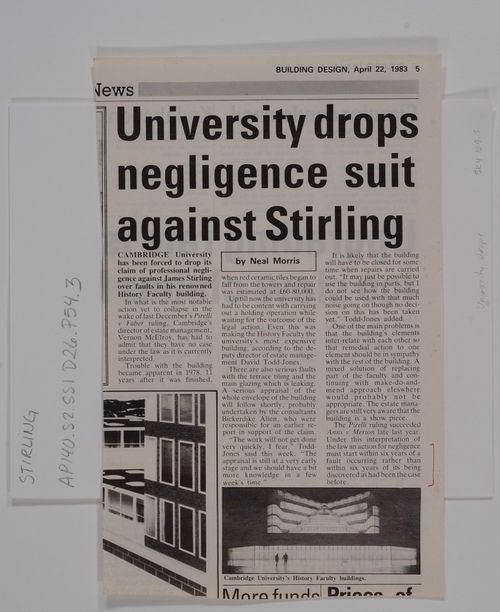 BUILDING DESIGN, April 22, 1983 5
News
University drops
negligence suit
against Stirling
CAMBRIDGE University
has been forced to drop its
claim of professional negli-
gence against James Stirling
over faults in his renowned
History Faculty building.
In what is the most notable
action yet to collapse in the
wake of last December's Pirelli
v Faber ruling, Cambridge's
director of estate management,
Vernon McElroy, has had to
admit that they have no case
under the law as it is currently
interpreted.
Trouble with the building
became apparent in 1978, 11
years after it was finished,
by Neal Morris
when red ceramic tiles began to
fall from the towers and repair
was estimated at £60-80,000.
Up till now the university has
had to be content with carrying
out a holding operation while
waiting for the outcome of the
legal action. Even this was
making the History Faculty the
university's most expensive
building, according to the de-
puty director of estate manage-
ment David Todd-Jones.
There are also serious faults
with the terrace tiling and the
main glazing which is leaking.
A serious appraisal of the
whole envelope of the building
will follow shortly, probably
undertaken by the consultants
Bickerdike Allen, who were
responsible for an earlier re-
port in support of the claim.
"The work will not get done
very quickly, I fear," Todd-
Jones said this week. "The
appraisal is still at a very early
stage and we should have a bit
more knowledge in a few
week's time."
It is likely that the building
will have to be closed for some
time when repairs are carried
out. "It may just be possible to
use the building in parts, but I
do not see how the building
could be used with that much
noise going on though no deci-
sion on this has been taken
yet," Todd-Jones added.
One of the main problems is
that the building's elements
inter-relate with each other so
that remedial action to one
element should be in sympathy
with the rest of the building. A
mixed solution of replacing
part of the faculty and con-
tinuing with make-do-and-
mend approach elsewhere
would probably not be
appropriate. The estate mana-
gers are still very aware that the
building is a show piece.
The Pirelli ruling succeeded
Anns v Merton late last year.
Under this interpretation of
the law an action for negligence
must start within six years of a
fault occurring rather than
within six years of its being
discovered as had been the case
before.
Cambridge University's History Faculty buildings.
More funds
Prices of
STIRLING
AP140.S2.SS1 D26.P54.3